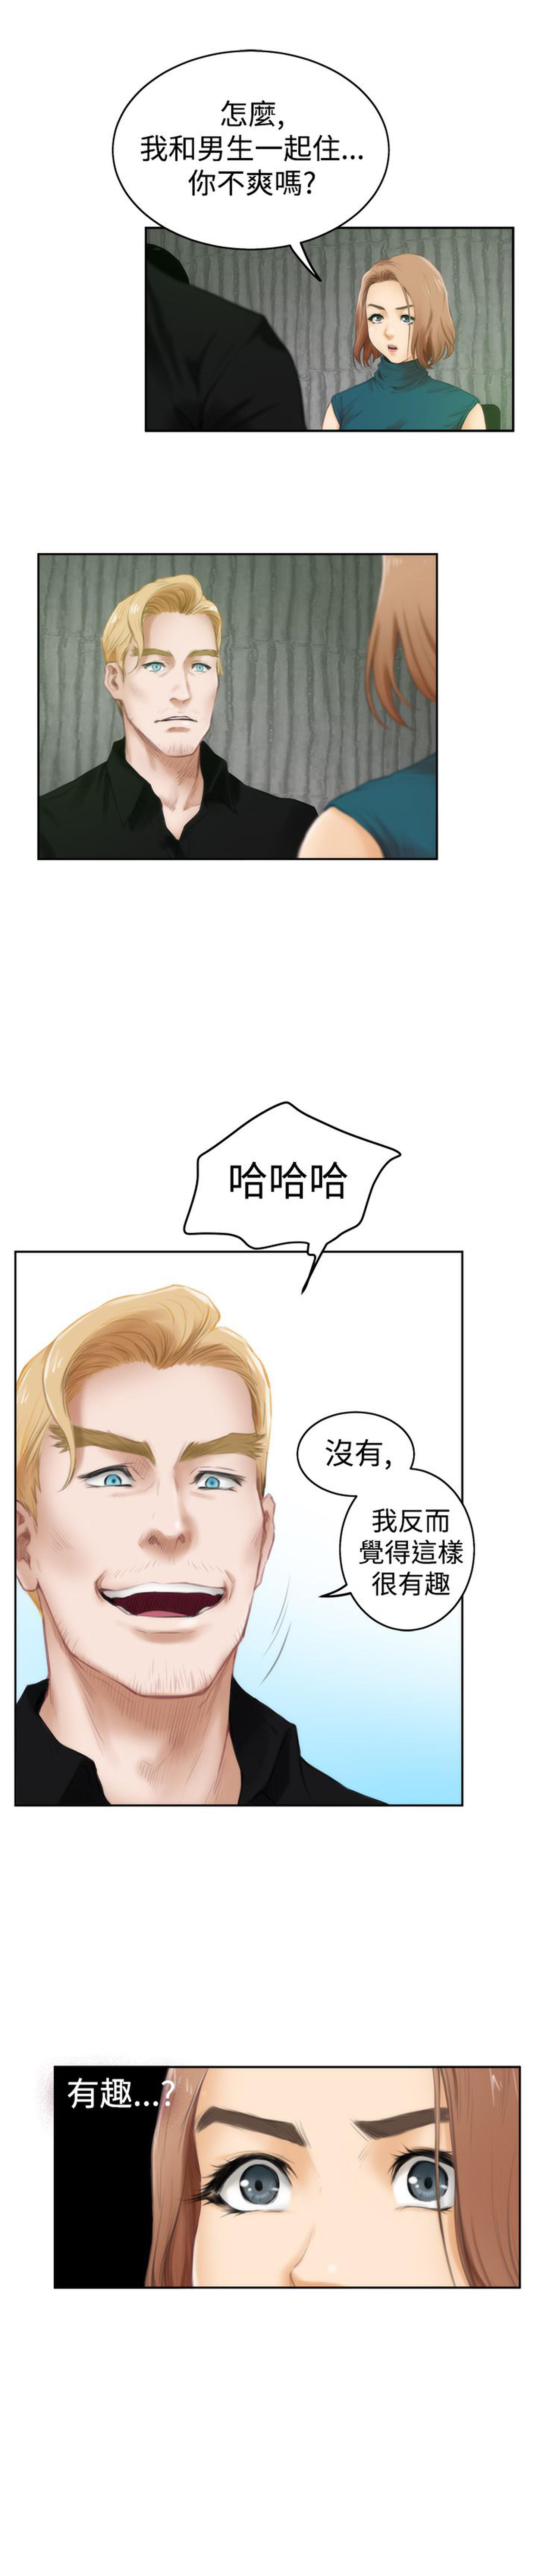 怎麼,
我和男生一起住...
你不爽嗎?
哈哈哈
沒有,
我反而
覺得這樣
很有趣
有趣...?